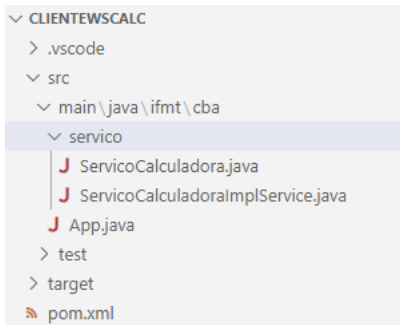 CLIENTEWSCALC
.vscode
src
main\java\ifmt\cba
servico
J ServicoCalculadora.java
J ServicoCalculadoraImplService.java
J App.java
test
target
pom.xml